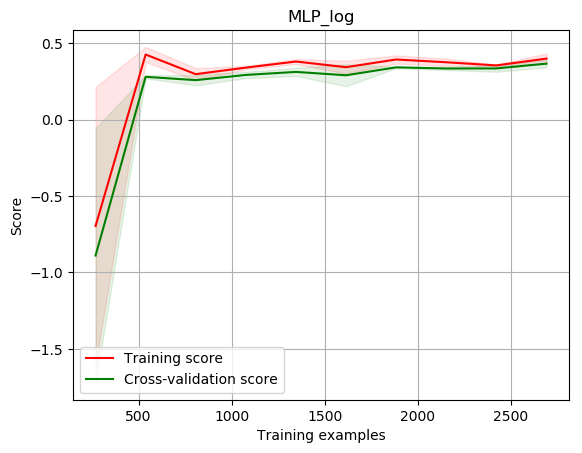 MLP_log
0.5
0.0
−0.5
−1.0
−1.5
Score
Training score
Cross-validation score
500 1000 1500 2000 2500
Training examples